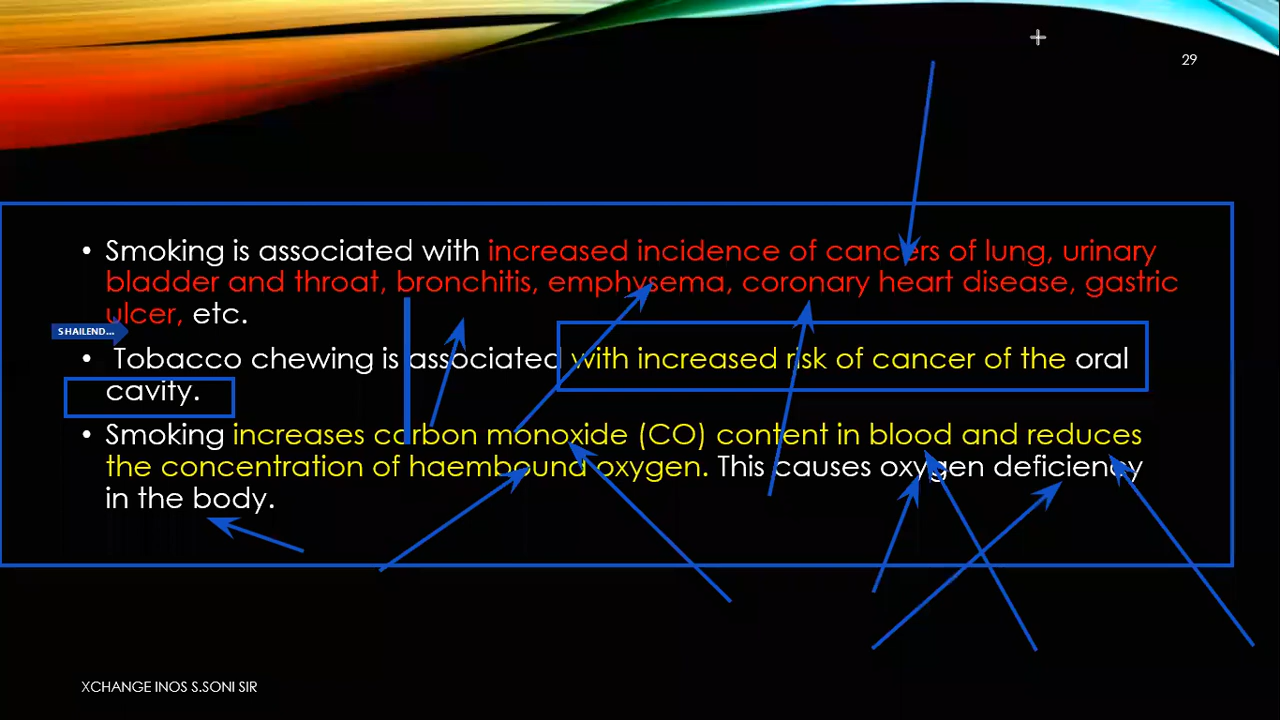 29
• Smoking is associated with increased incidence of cancers of lung, urinary
bladder and throat, bronchitis, emphysema, coronary heart disease, gastric
ulcer, etc.
SHAILEND...
• Tobacco chewing is associated with increased risk of cancer of the oral
cavity.
• Smoking increases carbon monoxide (CO) content in blood and reduces
the concentration of haembound oxygen. This causes oxygen deficiency
in the body.
XCHANGE INOS S.SONI SIR